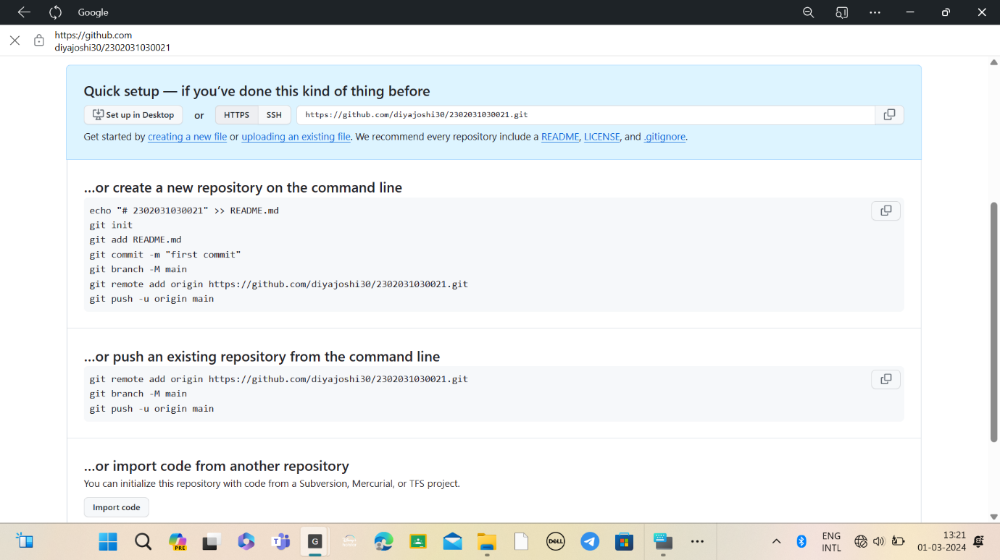 Google
https://github.com
diyajoshi30/2302031030021
Quick setup — if you’ve done this kind of thing before
Set up in Desktop or HTTPS SSH https://github.com/diyajoshi30/2302031030021.git
Get started by creating a new file or uploading an existing file. We recommend every repository include a README, LICENSE, and .gitignore.
…or create a new repository on the command line
echo "# 2302031030021" >> README.md
git init
git add README.md
git commit -m "first commit"
git branch -M main
git remote add origin https://github.com/diyajoshi30/2302031030021.git
git push -u origin main
…or push an existing repository from the command line
git remote add origin https://github.com/diyajoshi30/2302031030021.git
git branch -M main
git push -u origin main
…or import code from another repository
You can initialize this repository with code from a Subversion, Mercurial, or TFS project.
Import code
PRE
T
G
DELL
ENG
INTL
13:21
01-03-2024